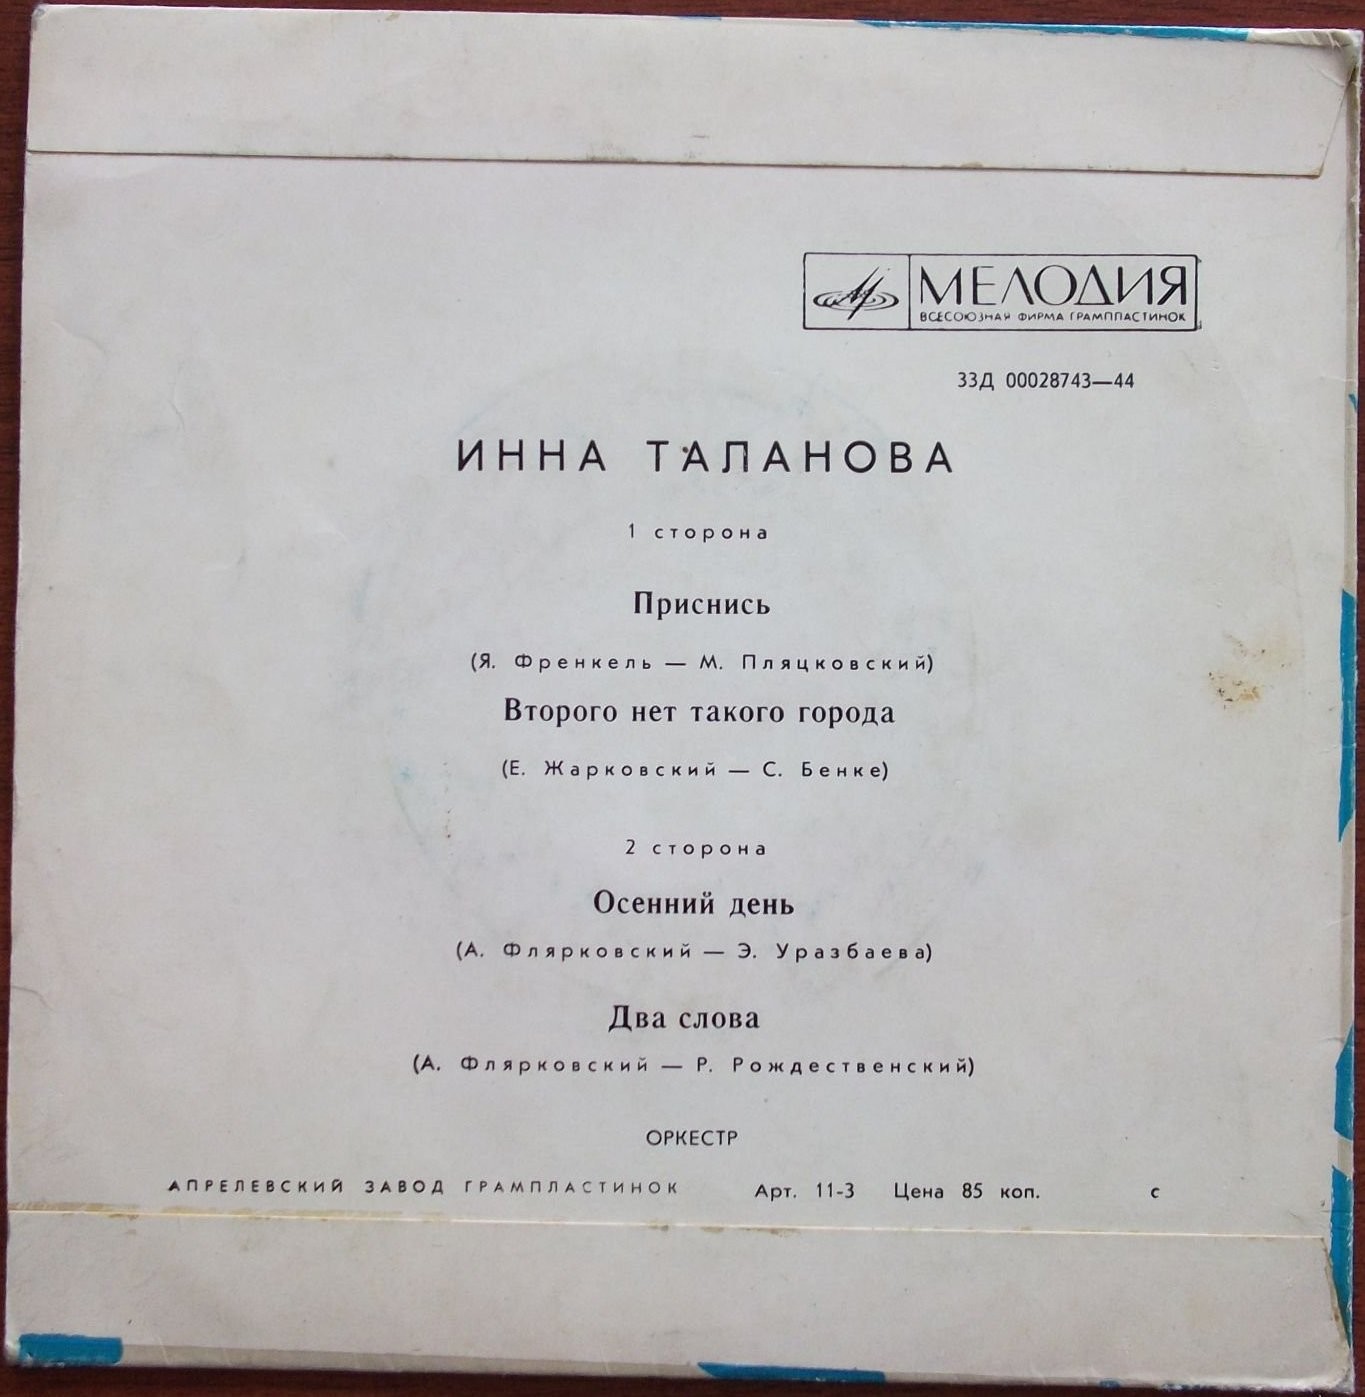 МЕЛОДИЯ
ВСЕСОЮЗНАЯ ФИРМА ГРАМПЛАСТИНОК
33Д 00028743—44
ИННА ТАЛАНОВА
1 сторона
Приснись
(Я. Френкель — М. Пляцковский)
Второго нет такого города
(Е. Жарковский — С. Бенке)
2 сторона
Осенний день
(А. Флярковский — Э. Уразбаева)
Два слова
(А. Флярковский — Р. Рождественский)
ОРКЕСТР
АПРЕЛЕВСКИЙ ЗАВОД ГРАМПЛАСТИНОК Арт. 11-3 Цена 85 коп. с